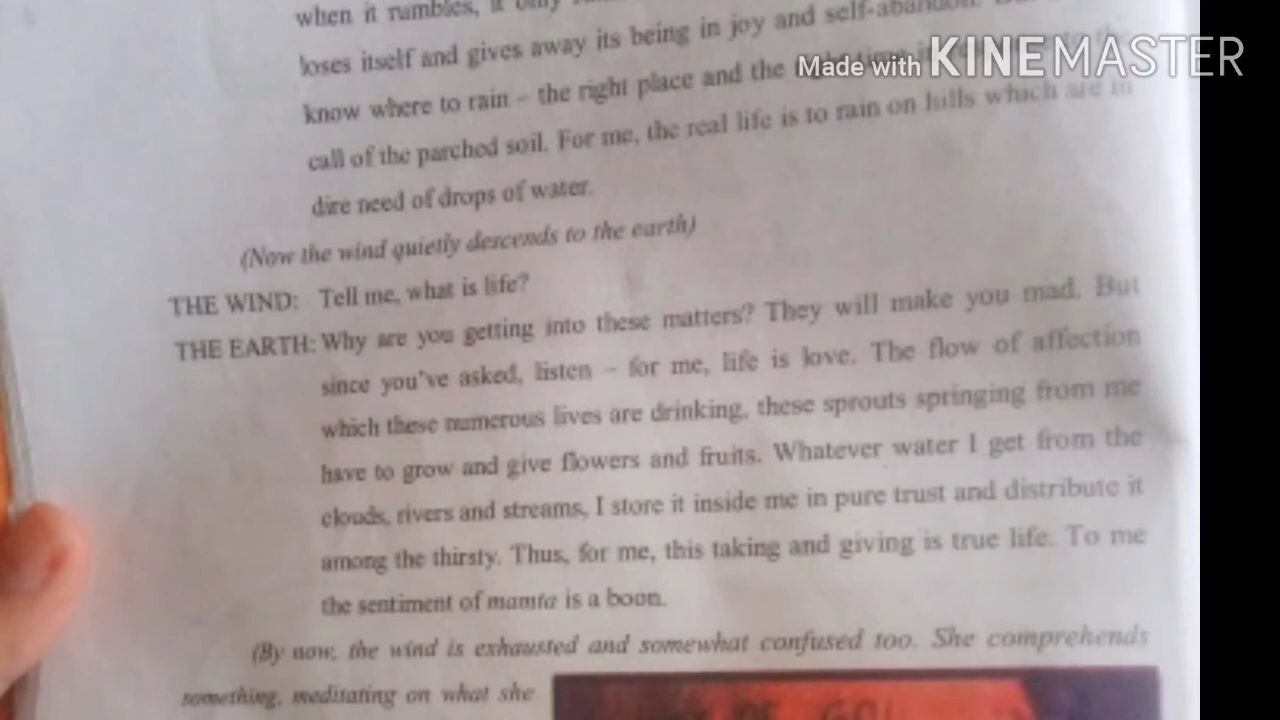 when it rumbles, it only
loses itself and gives away its being in joy and self-abandon.
Made with KINEMASTER
know where to rain – the right place and the
call of the parched soil. For me, the real life is to rain on hills which are in
dire need of drops of water.
(Now the wind quietly descends to the earth)
THE WIND: Tell me, what is life?
THE EARTH: Why are you getting into these matters? They will make you mad. But
since you've asked, listen – for me, life is love. The flow of affection
which these numerous lives are drinking, these sprouts springing from me
have to grow and give flowers and fruits. Whatever water I get from the
clouds, rivers and streams, I store it inside me in pure trust and distribute it
among the thirsty. Thus, for me, this taking and giving is true life. To me
the sentiment of mamta is a boon.
(By now, the wind is exhausted and somewhat confused too. She comprehends
something, meditating on what she